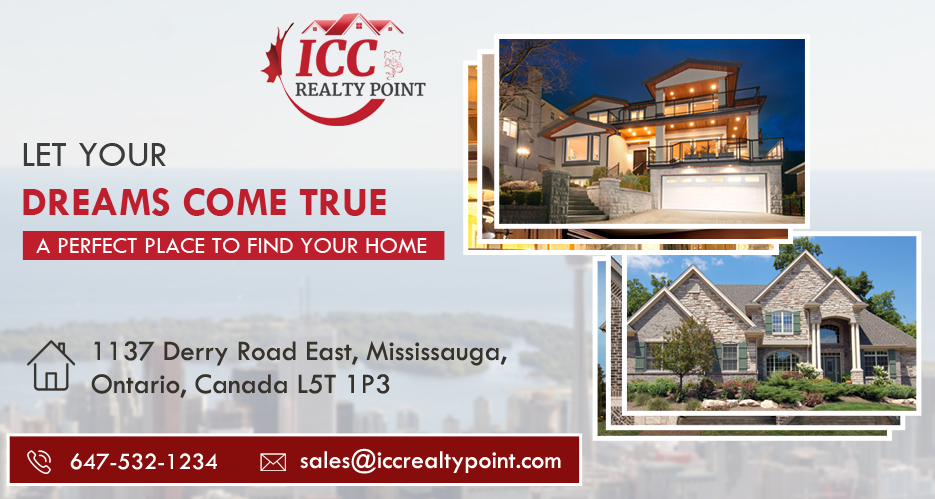 ICC
REALTY POINT
LET YOUR
DREAMS COME TRUE
A PERFECT PLACE TO FIND YOUR HOME
1137 Derry Road East, Mississauga,
Ontario, Canada L5T 1P3
647-532-1234
sales@iccrealtypoint.com